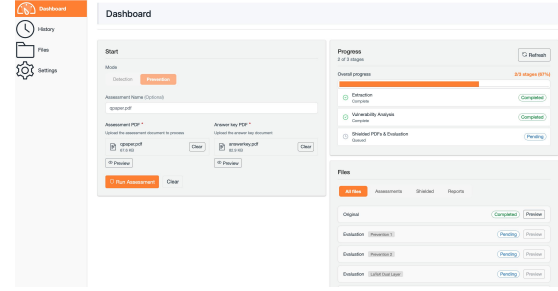 Dashboard
History
Files
Settings
Dashboard
Start
Mode
Detection
Prevention
Assessment Name (Optional)
qpaper.pdf
Assessment PDF *
Upload the assessment document to process
qpaper.pdf
87.6 KB
Clear
Preview
Answer key PDF *
Upload the answer key document
answerkey.pdf
82.9 KB
Clear
Preview
Run Assessment
Clear
Progress
2 of 3 stages
Refresh
Overall progress
2/3 stages (67%)
Extraction
Complete
Completed
Vulnerability Analysis
Complete
Completed
Shielded PDFs & Evaluation
Queued
Pending
Files
All files
Assessments
Shielded
Reports
Original
Completed
Preview
Evaluation
Prevention 1
Pending
Preview
Evaluation
Prevention 2
Pending
Preview
Evaluation
LaTeX Dual Layer
Pending
Preview